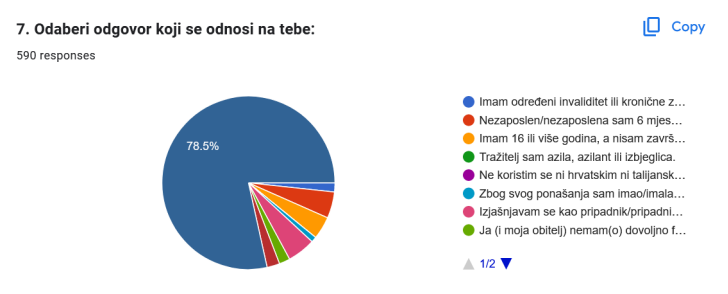 7. Odaberi odgovor koji se odnosi na tebe:
Copy
590 responses
78.5%
Imam određeni invaliditet ili kronične z...
Nezaposlen/nezaposlena sam 6 mjes...
Imam 16 ili više godina, a nisam završ...
Tražitelj sam azila, azilant ili izbjeglica.
Ne koristim se ni hrvatskim ni talijansk...
Zbog svog ponašanja sam imao/imala...
Izjašnjavam se kao pripadnik/pripadni...
Ja (i moja obitelj) nemam(o) dovoljno f...
1/2